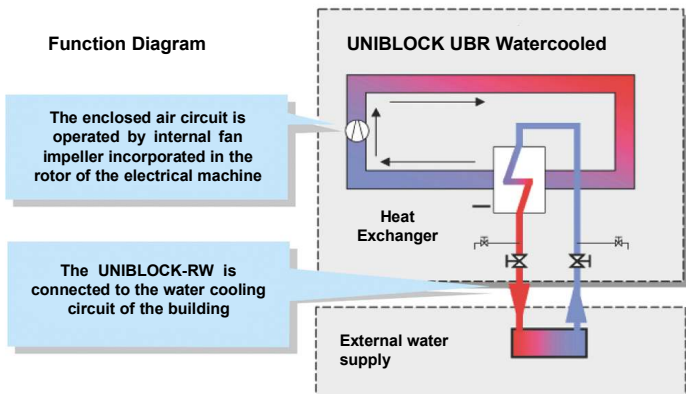 Function Diagram
UNIBLOCK UBR Watercooled
The enclosed air circuit is
operated by internal fan
impeller incorporated in the
rotor of the electrical machine
Heat
Exchanger
The UNIBLOCK-RW is
connected to the water cooling
circuit of the building
External water
supply